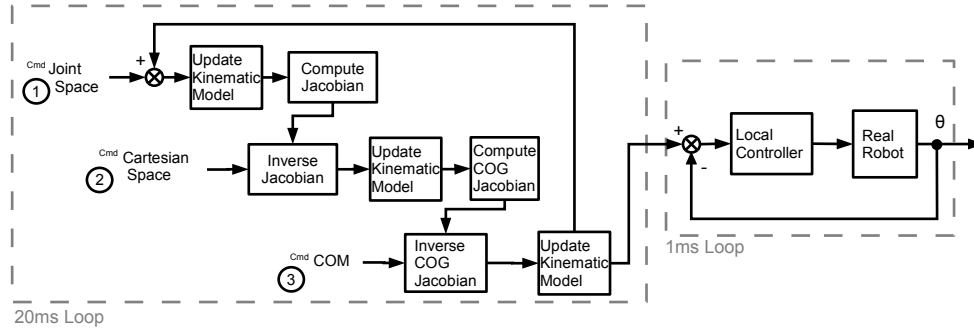 +
Cmd Joint
Space
1
Update
Kinematic
Model
Compute
Jacobian
Cmd Cartesian
Space
2
Inverse
Jacobian
Update
Kinematic
Model
Compute
COG
Jacobian
Cmd COM
3
Inverse
COG
Jacobian
Update
Kinematic
Model
20ms Loop
+
-
Local
Controller
Real
Robot
θ
1ms Loop